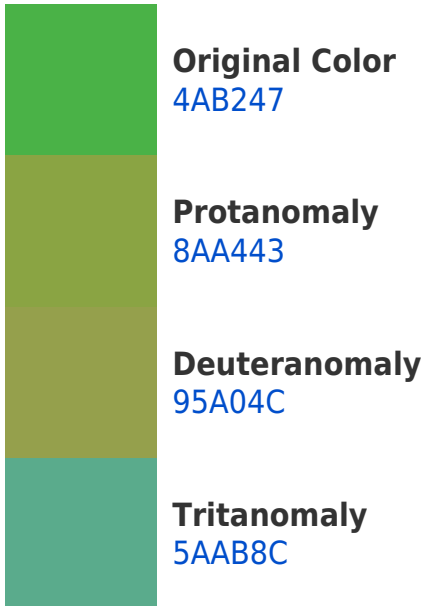 Original Color
4AB247
Protanomaly
8AA443
Deuteranomaly
95A04C
Tritanomaly
5AAB8C